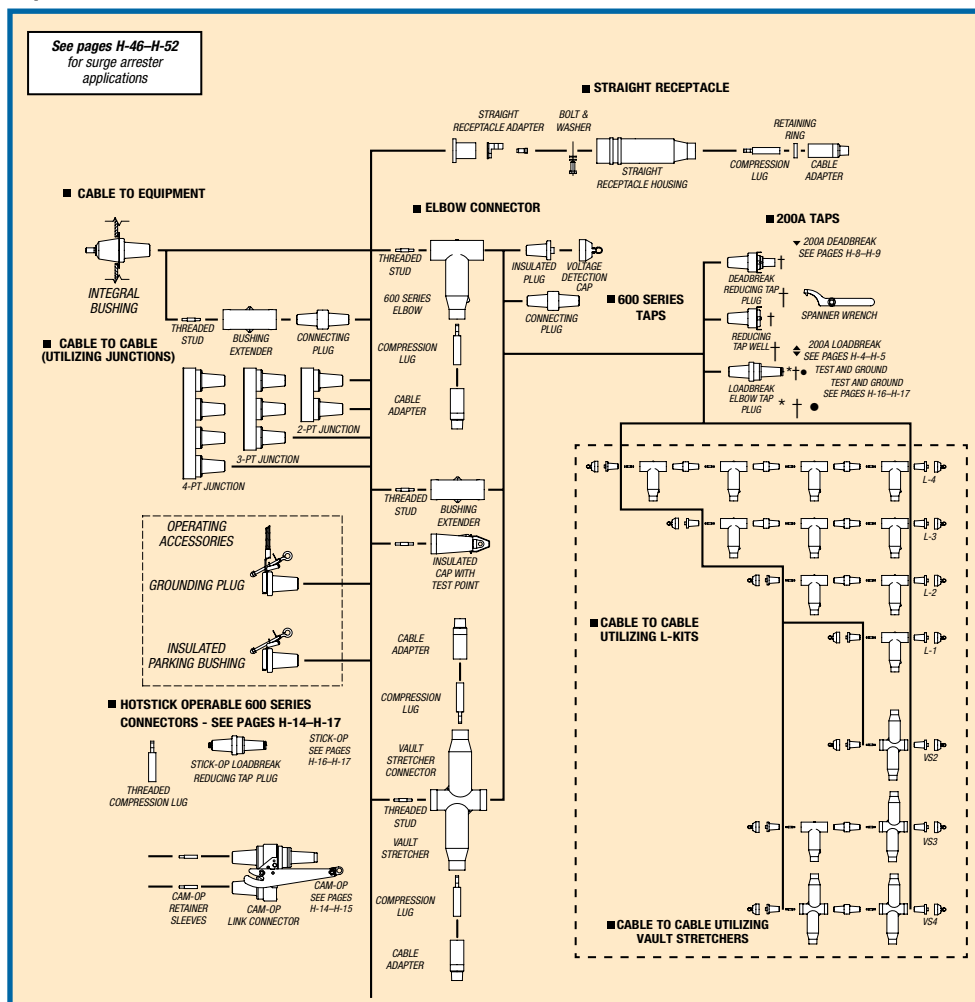 See pages H-46–H-52
for surge arrester
applications
■ STRAIGHT RECEPTACLE
STRAIGHT
RECEPTACLE ADAPTER
BOLT &
WASHER
STRAIGHT
RECEPTACLE HOUSING
RETAINING
RING
COMPRESSION
LUG
CABLE
ADAPTER
■ CABLE TO EQUIPMENT
INTEGRAL
BUSHING
THREADED
STUD
BUSHING
EXTENDER
CONNECTING
PLUG
■ ELBOW CONNECTOR
THREADED
STUD
600 SERIES
ELBOW
INSULATED
PLUG
VOLTAGE
DETECTION
CAP
CONNECTING PLUG
COMPRESSION
LUG
CABLE
ADAPTER
■ 600 SERIES
TAPS
■ 200A TAPS
200A DEADBREAK
SEE PAGES H-8–H-9
DEADBREAK
REDUCING TAP
PLUG
†
†
SPANNER WRENCH
REDUCING
TAP WELL
†
†
200A LOADBREAK
SEE PAGES H-4–H-5
LOADBREAK
ELBOW TAP
PLUG
*†●
TEST AND GROUND
TEST AND GROUND
SEE PAGES H-16–H-17
* † ●
■ CABLE TO CABLE
(UTILIZING JUNCTIONS)
2-PT JUNCTION
3-PT JUNCTION
4-PT JUNCTION
THREADED
STUD
BUSHING
EXTENDER
INSULATED
CAP WITH
TEST POINT
OPERATING
ACCESSORIES
GROUNDING PLUG
INSULATED
PARKING BUSHING
■ HOTSTICK OPERABLE 600 SERIES
CONNECTORS - SEE PAGES H-14–H-17
THREADED
COMPRESSION LUG
STICK-OP LOADBREAK
REDUCING TAP PLUG
STICK-OP
SEE PAGES
H-16–H-17
CAM-OP
RETAINER
SLEEVES
CAM-OP
LINK CONNECTOR
CAM-OP
SEE PAGES
H-14–H-15
CABLE
ADAPTER
COMPRESSION
LUG
VAULT
STRETCHER
CONNECTOR
THREADED
STUD
VAULT
STRETCHER
COMPRESSION
LUG
CABLE
ADAPTER
L-4
L-3
L-2
■ CABLE TO CABLE
UTILIZING L-KITS
L-1
VS2
VS3
VS4
■ CABLE TO CABLE UTILIZING
VAULT STRETCHERS